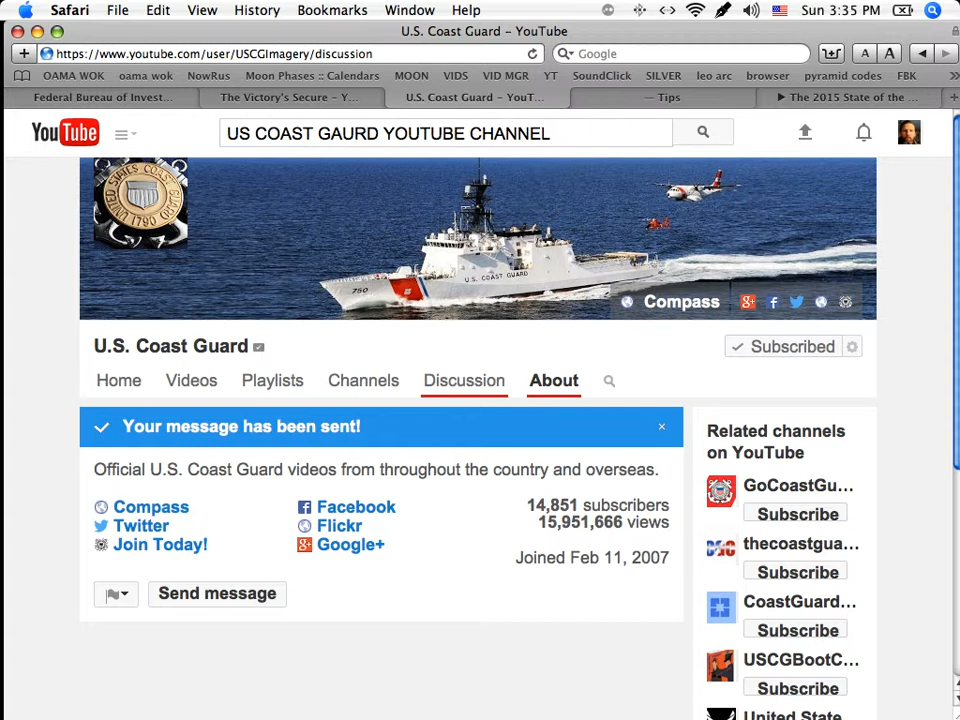 Safari File Edit View History Bookmarks Window Help Sun 3:35 PM
U.S. Coast Guard - YouTube
https://www.youtube.com/user/USCGImagery/discussion Google A A
OAMA WOK oama wok NowRus Moon Phases :: Calendars MOON VIDS VID MGR YT SoundClick SILVER leo arc browser pyramid codes FBK
Federal Bureau of Invest... The Victory's Secure – Y... U.S. Coast Guard – YouT... — Tips ▶ The 2015 State of the ...
YouTube US COAST GAURD YOUTUBE CHANNEL
UNITED STATES COAST GUARD 1790
U.S. COAST GUARD
750
Compass
U.S. Coast Guard Subscribed
Home Videos Playlists Channels Discussion About
Your message has been sent! ×
Official U.S. Coast Guard videos from throughout the country and overseas.
Compass Facebook 14,851 subscribers
Twitter Flickr 15,951,666 views
Join Today! Google+
Joined Feb 11, 2007
Send message
Related channels
on YouTube
GoCoastGu...
Subscribe
thecoastgua...
Subscribe
CoastGuard...
Subscribe
USCGBootC...
Subscribe
United State...